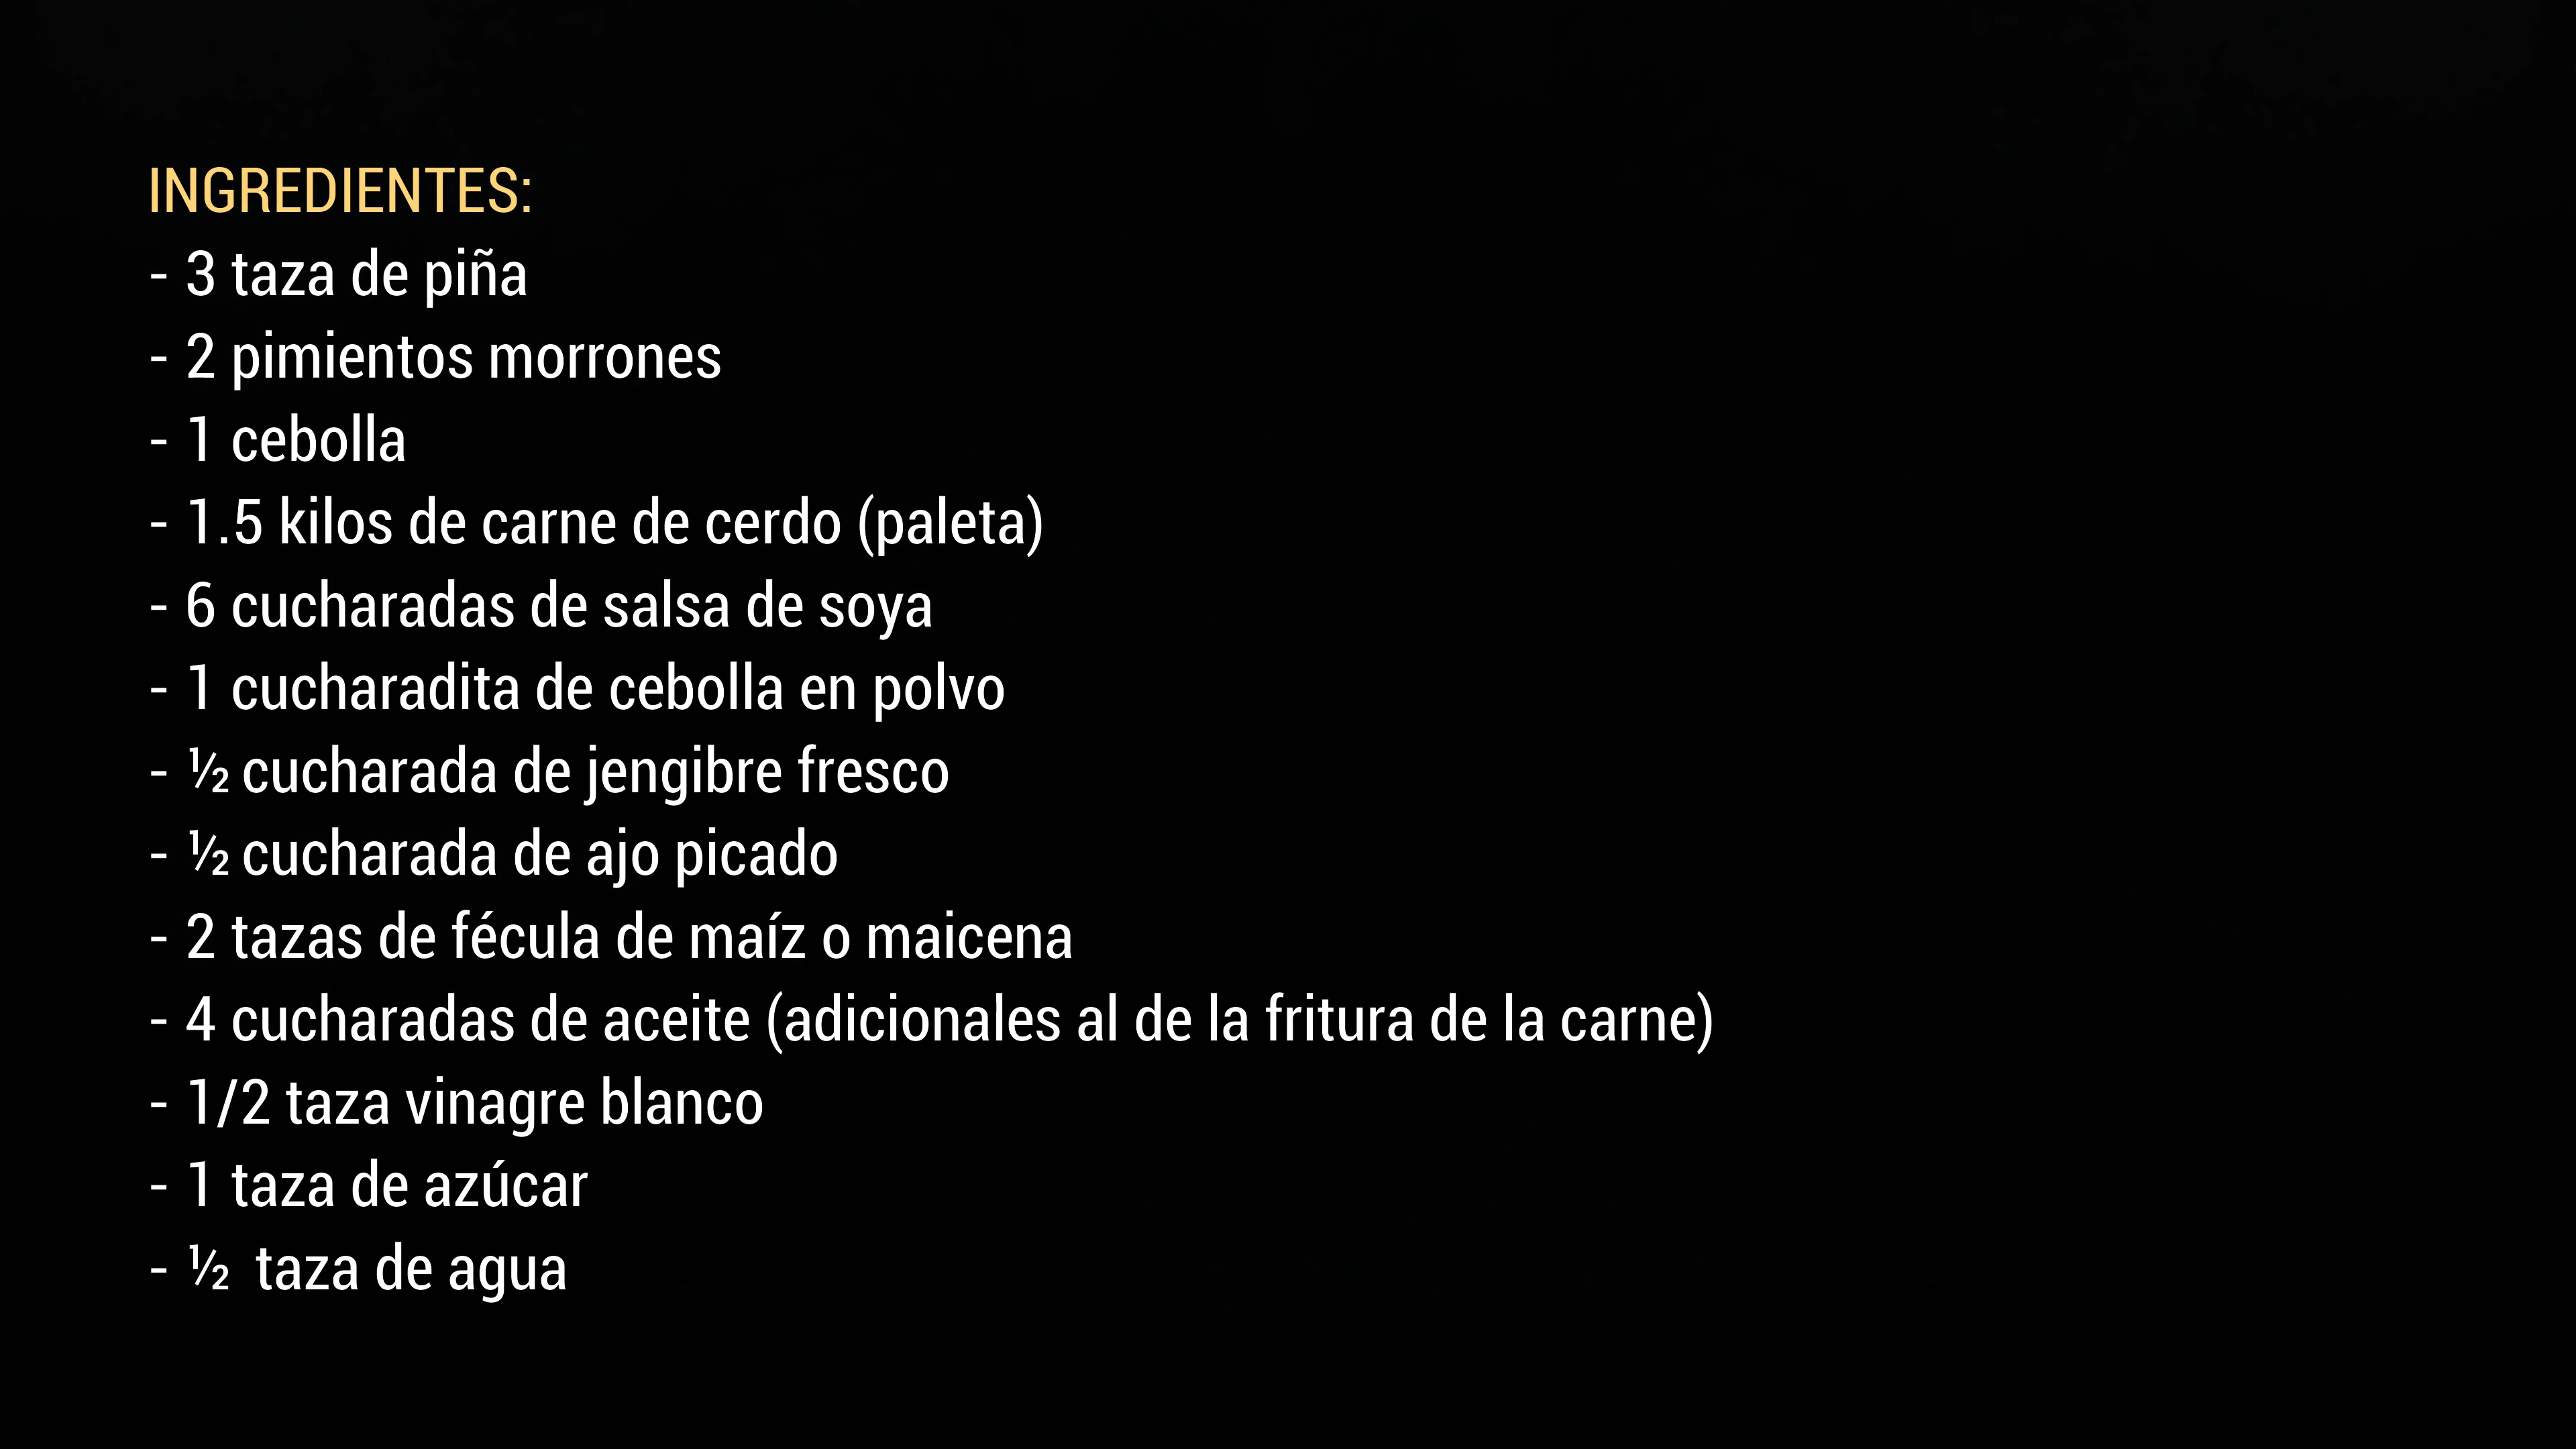 INGREDIENTES:
- 3 taza de piña
- 2 pimientos morrones
- 1 cebolla
- 1.5 kilos de carne de cerdo (paleta)
- 6 cucharadas de salsa de soya
- 1 cucharadita de cebolla en polvo
- ½ cucharada de jengibre fresco
- ½ cucharada de ajo picado
- 2 tazas de fécula de maíz o maicena
- 4 cucharadas de aceite (adicionales al de la fritura de la carne)
- 1/2 taza vinagre blanco
- 1 taza de azúcar
- ½  taza de agua